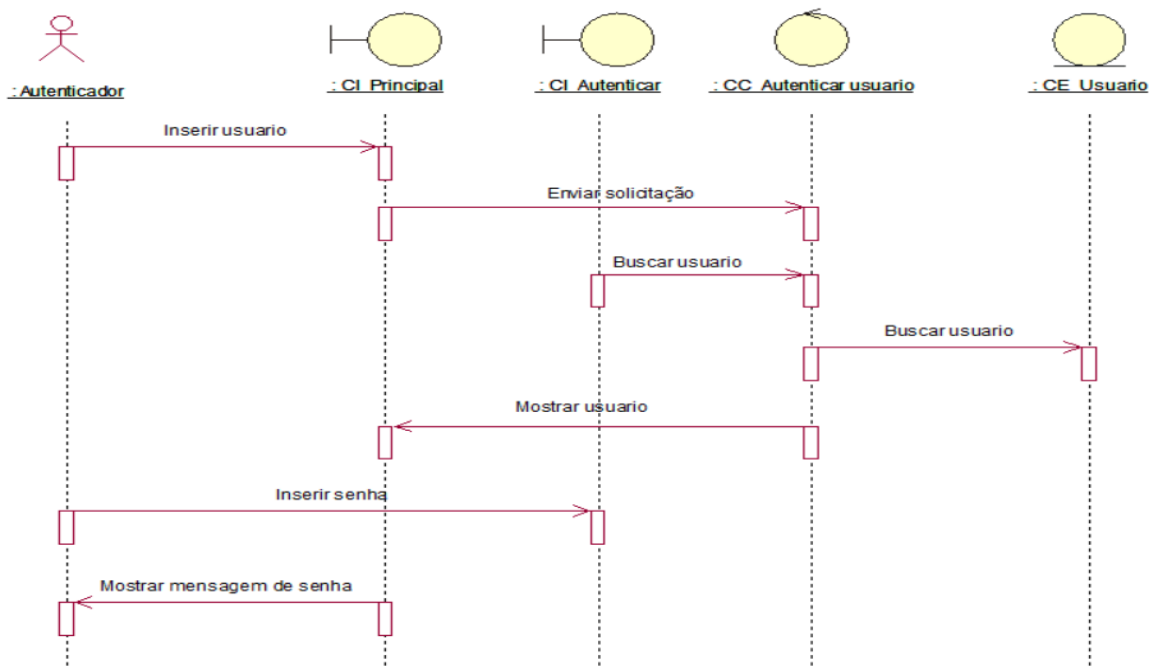 : Autenticador
: CI_Principal
: CI_Autenticar
: CC_Autenticar usuario
: CE_Usuario
Inserir usuario
Enviar solicitação
Buscar usuario
Buscar usuario
Mostrar usuario
Inserir senha
Mostrar mensagem de senha